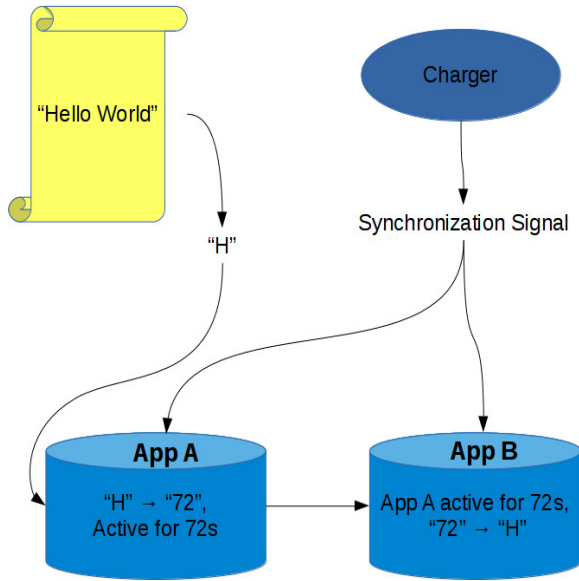 “Hello World”
Charger
“H”
Synchronization Signal
App A
“H” → “72”,
Active for 72s
App B
App A active for 72s,
“72” → “H”